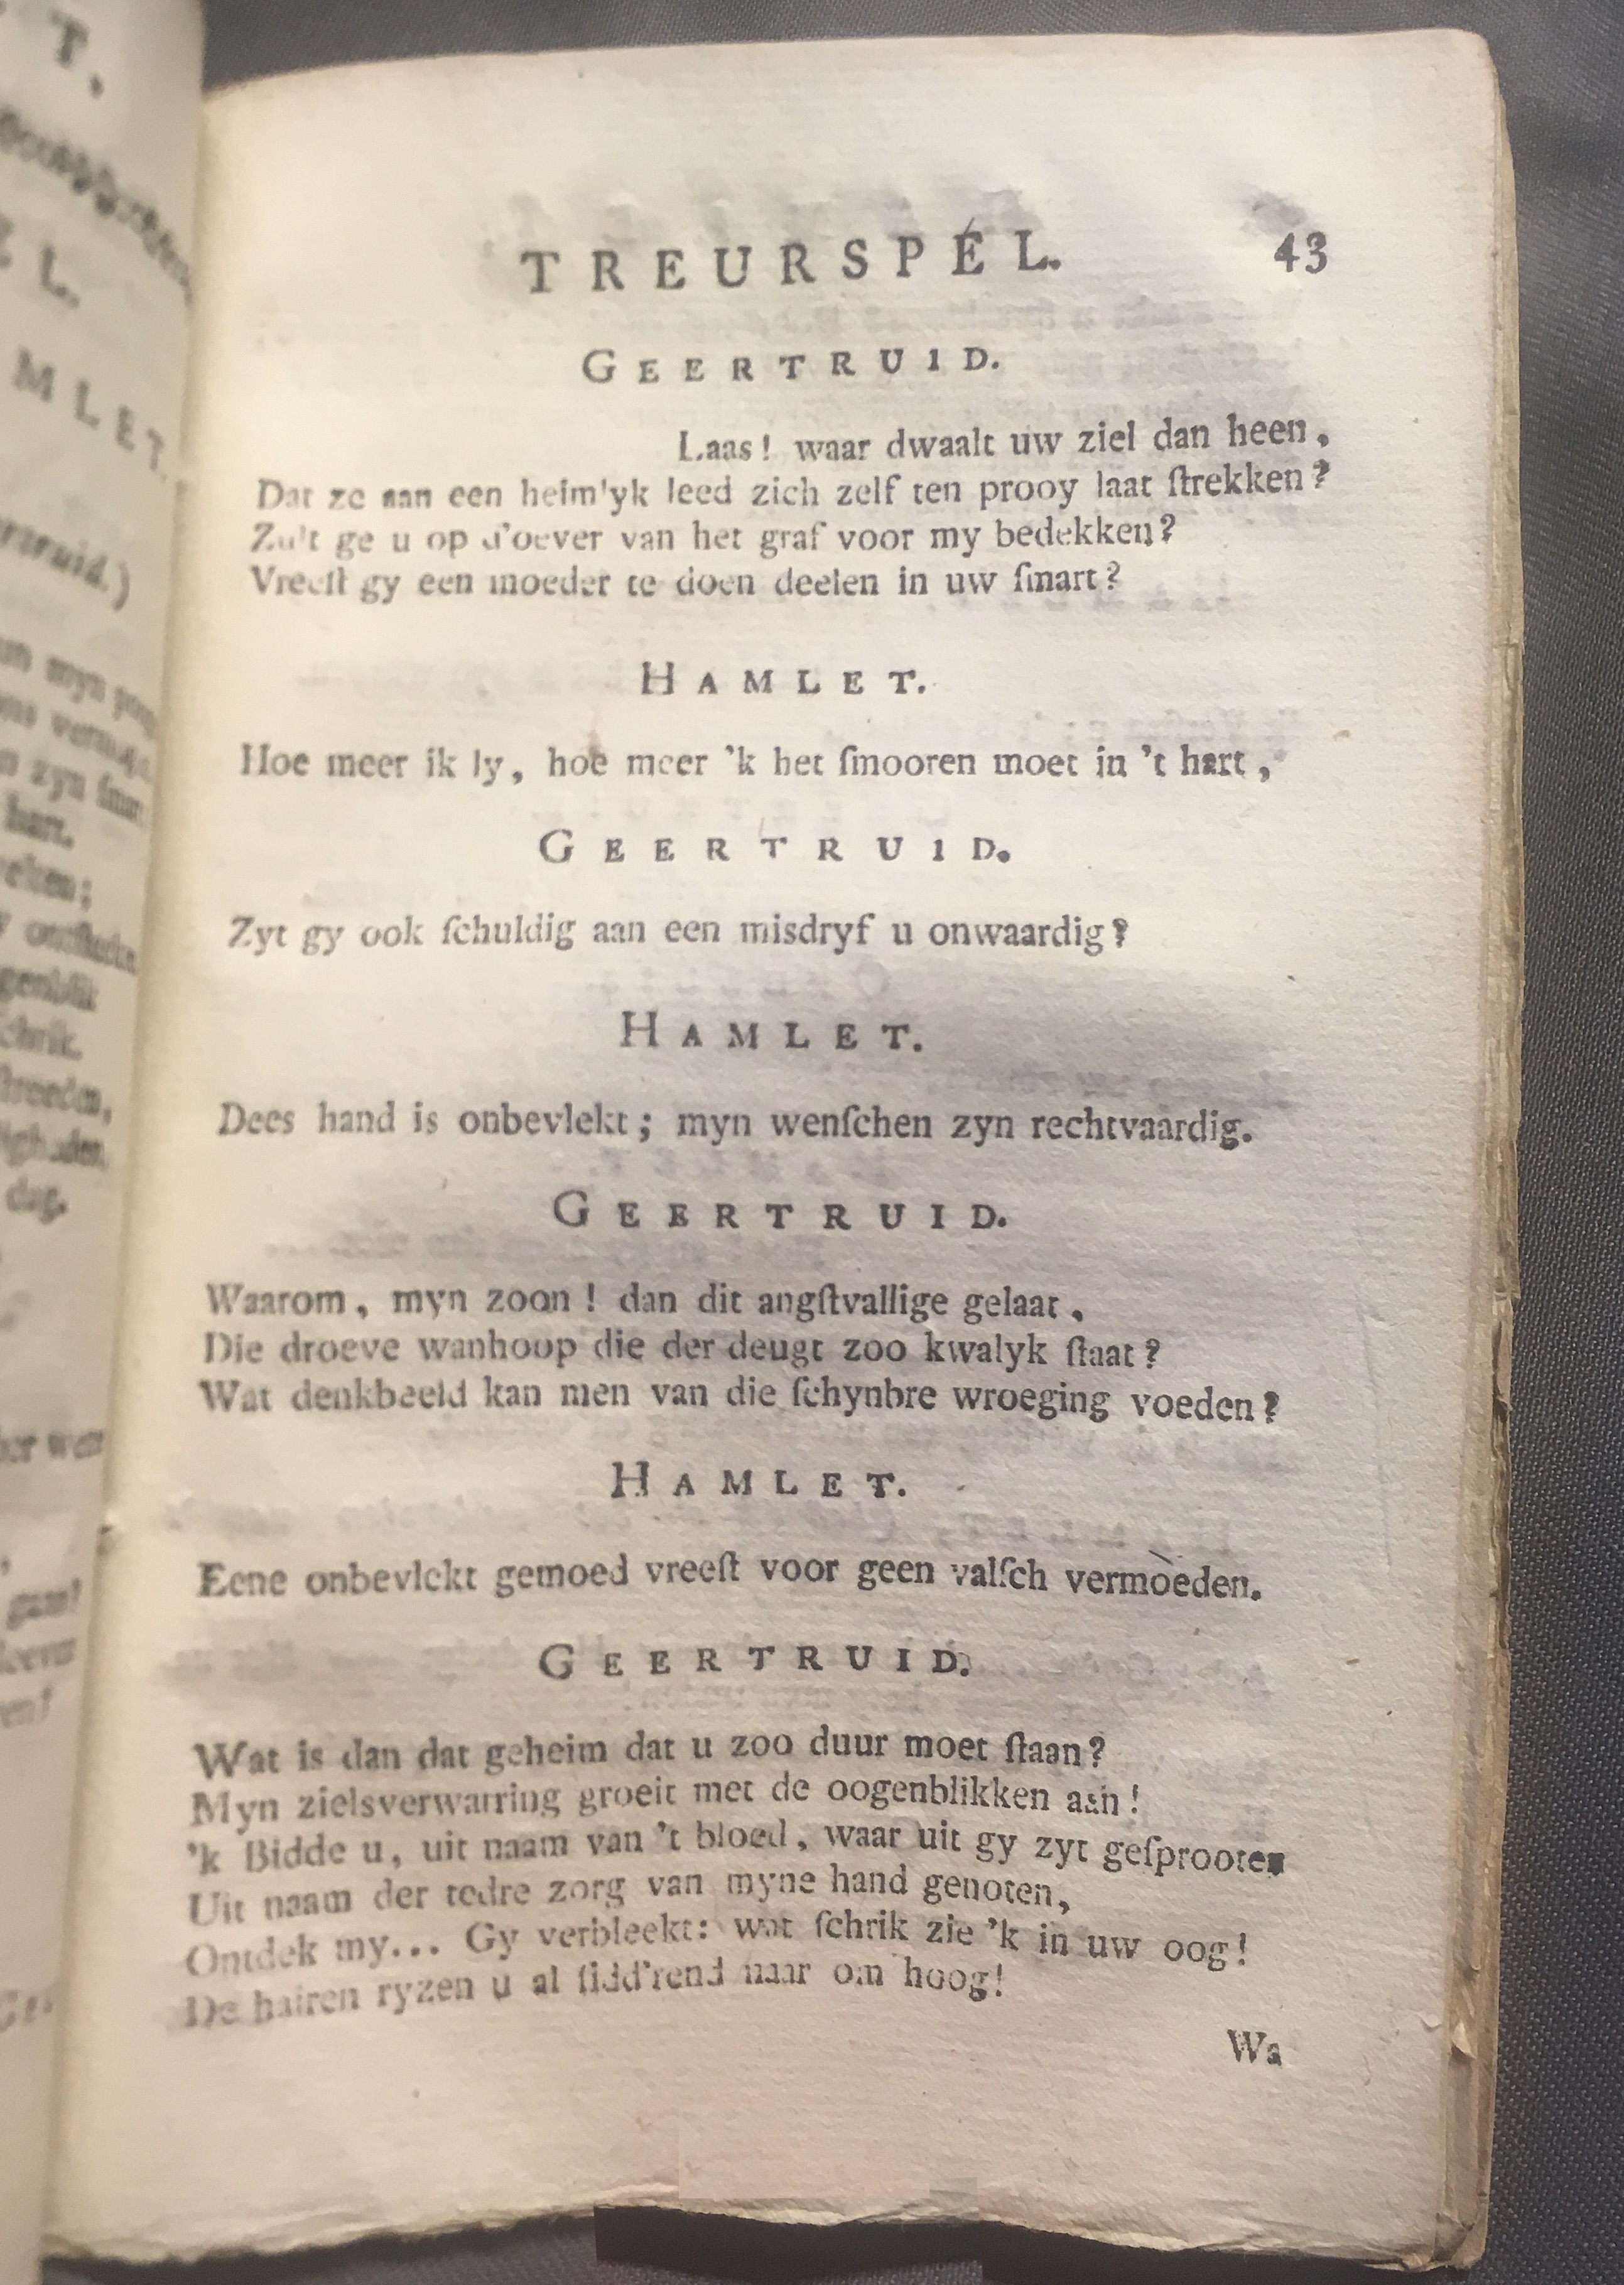 TREURSPÉL. 43
GEERTRUID.
Laas! waar dwaalt uw ziel dan heen,
Dat ze aan een heim'lyk leed zich zelf ten prooy laat ſtrekken?
Zult ge u op d'oever van het graf voor my bedekken?
Vreeſt gy een moeder te doen deelen in uw ſmart?
HAMLET.
Hoe meer ik ly, hoe meer 'k het ſmooren moet in 't hart,
GEERTRUID.
Zyt gy ook ſchuldig aan een misdryf u onwaardig?
HAMLET.
Dees hand is onbevlekt; myn wenſchen zyn rechtvaardig.
GEERTRUID.
Waarom, myn zoon! dan dit angſtvallige gelaat,
Die droeve wanhoop die der deugt zoo kwalyk ſtaat?
Wat denkbeeld kan men van die ſchynbre wroeging voeden?
HAMLET.
Eene onbevlekt gemoed vreeſt voor geen valſch vermoeden.
GEERTRUID.
Wat is dan dat geheim dat u zoo duur moet ſtaan?
Myn zielsverwarring groeit met de oogenblikken aan!
'k Bidde u, uit naam van 't bloed, waar uit gy zyt geſprooten
Uit naam der tedre zorg van myne hand genoten,
Ontdek my... Gy verbleekt: wat ſchrik zie 'k in uw oog!
De hairen ryzen u al ſidd'rend naar om hoog!
Wa